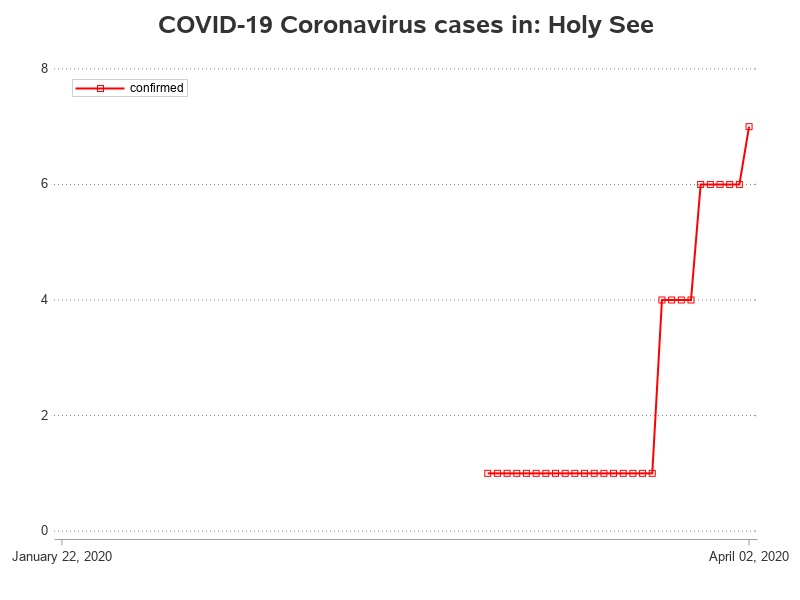 COVID-19 Coronavirus cases in: Holy See
8
confirmed
6
4
2
0
January 22, 2020
April 02, 2020